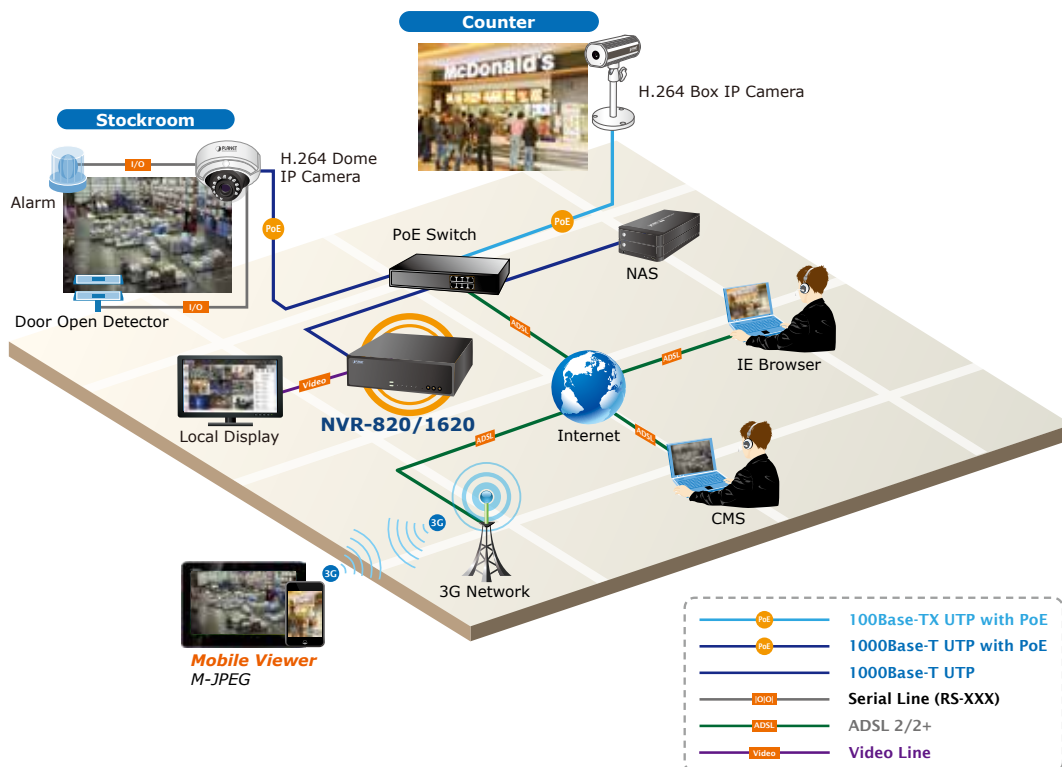 Counter
McDonald's
H.264 Box IP Camera
Stockroom
PLANET
I/O
H.264 Dome
IP Camera
Alarm
PoE
PoE
PoE Switch
NAS
I/O
Door Open Detector
ADSL
IE Browser
ADSL
Video
NVR-820/1620
Local Display
Internet
ADSL
ADSL
CMS
3G
3G
3G Network
Mobile Viewer
M-JPEG
PoE 100Base-TX UTP with PoE
PoE 1000Base-T UTP with PoE
1000Base-T UTP
|O|O| Serial Line (RS-XXX)
ADSL ADSL 2/2+
Video Video Line